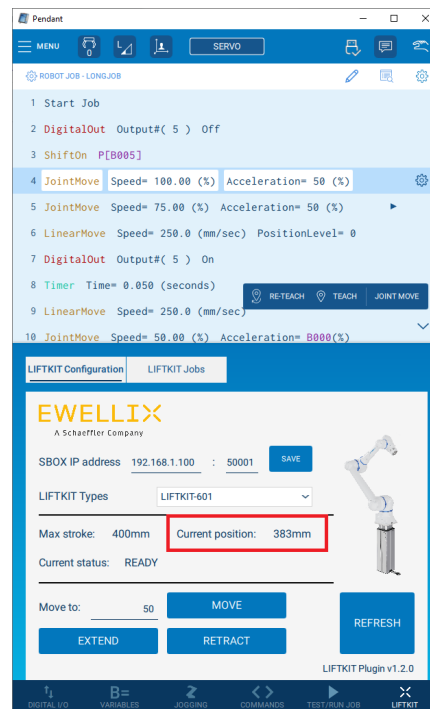 Pendant
MENU 0 1 SERVO
ROBOT JOB - LONGJOB
1 Start Job
2 DigitalOut Output#( 5 ) Off
3 ShiftOn P[B005]
4 JointMove Speed= 100.00 (%) Acceleration= 50 (%)
5 JointMove Speed= 75.00 (%) Acceleration= 50 (%)
6 LinearMove Speed= 250.0 (mm/sec) PositionLevel= 0
7 DigitalOut Output#( 5 ) On
8 Timer Time= 0.050 (seconds)
RE-TEACH TEACH JOINT MOVE
9 LinearMove Speed= 250.0 (mm/sec)
10 JointMove Speed= 50.00 (%) Acceleration= B000(%)
LIFTKIT Configuration LIFTKIT Jobs
EWELLIX
A Schaeffler Company
SBOX IP address 192.168.1.100 : 50001 SAVE
LIFTKIT Types LIFTKIT-601
Max stroke: 400mm Current position: 383mm
Current status: READY
Move to: 50 MOVE
REFRESH
EXTEND RETRACT
LIFTKIT Plugin v1.2.0
DIGITAL I/O VARIABLES JOGGING COMMANDS TEST/RUN JOB LIFTKIT